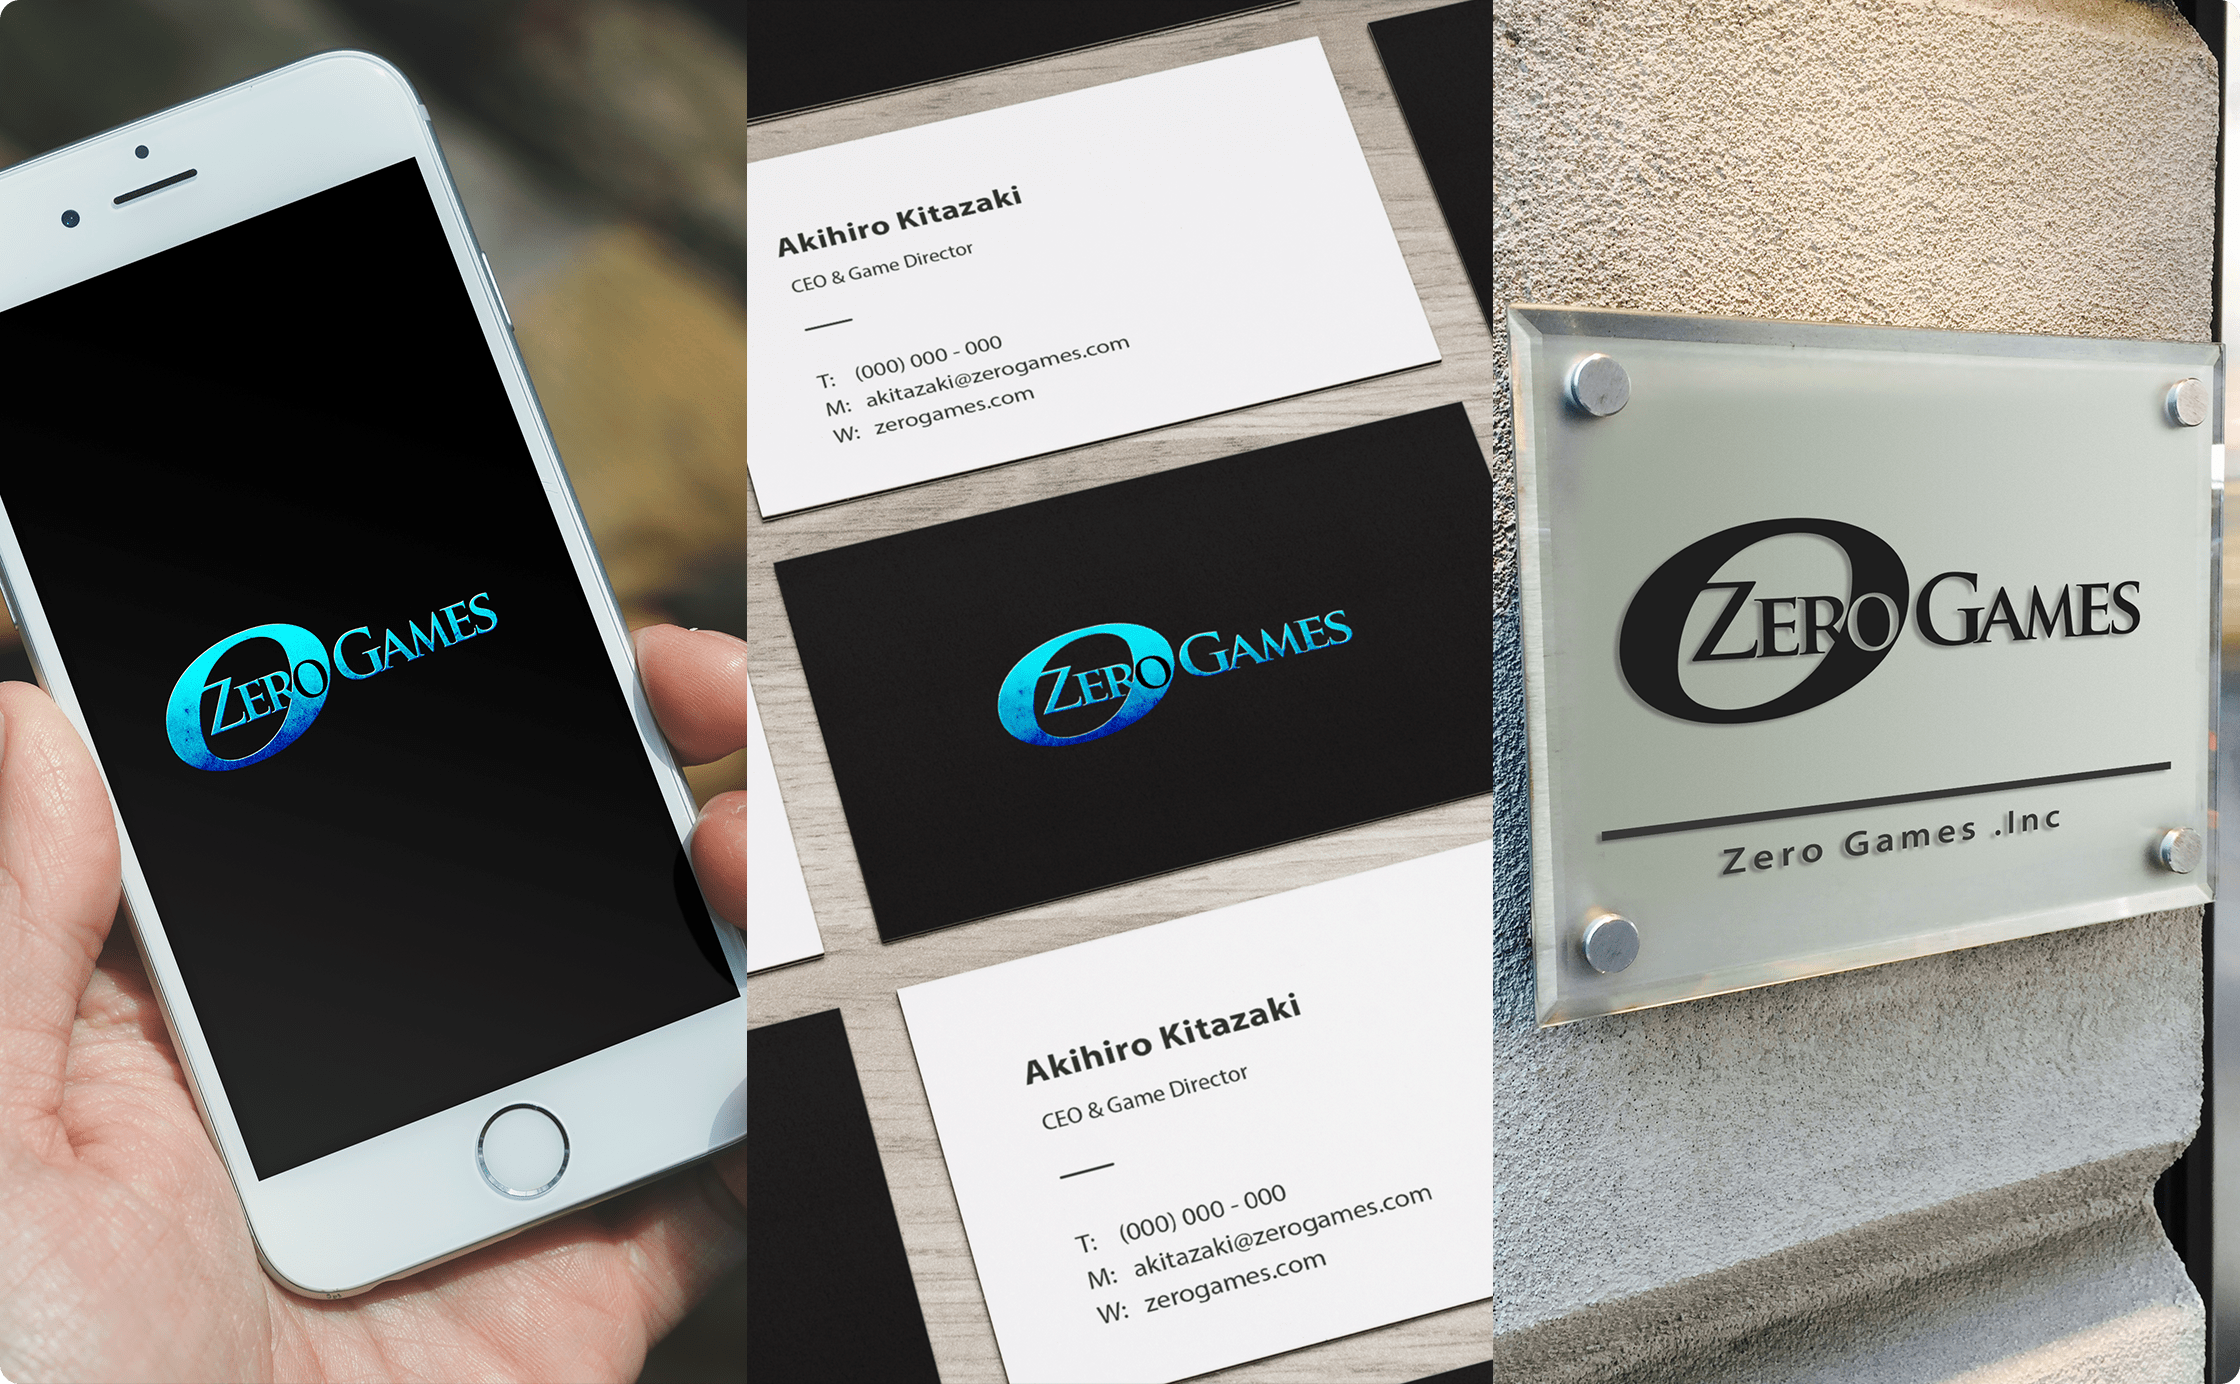 ZERO GAMES
Akihiro Kitazaki
CEO & Game Director
T: (000) 000 - 000
M: akitazaki@zerogames.com
W: zerogames.com
ZERO GAMES
Akihiro Kitazaki
CEO & Game Director
T: (000) 000 - 000
M: akitazaki@zerogames.com
W: zerogames.com
ZERO GAMES
Zero Games .Inc